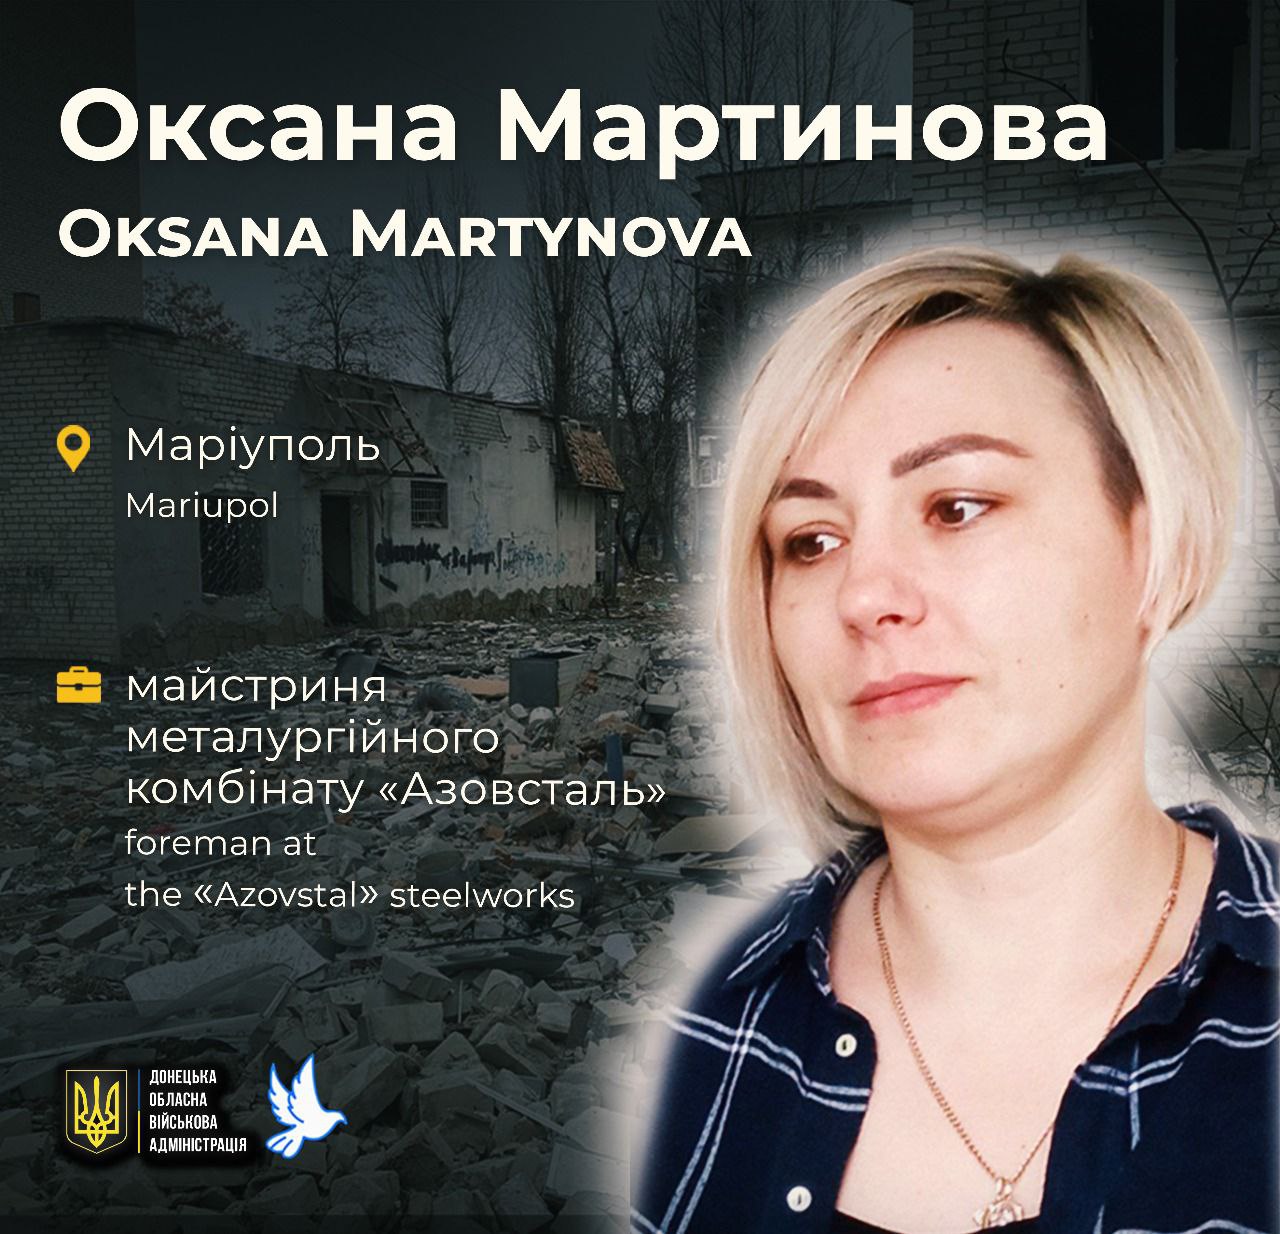 Оксана Мартинова
Oksana Martynova
Маріуполь
Mariupol
майстриня
металургійного
комбінату «Азовсталь»
foreman at
the «Azovstal» steelworks
ДОНЕЦЬКА
ОБЛАСНА
ВІЙСЬКОВА
АДМІНІСТРАЦІЯ